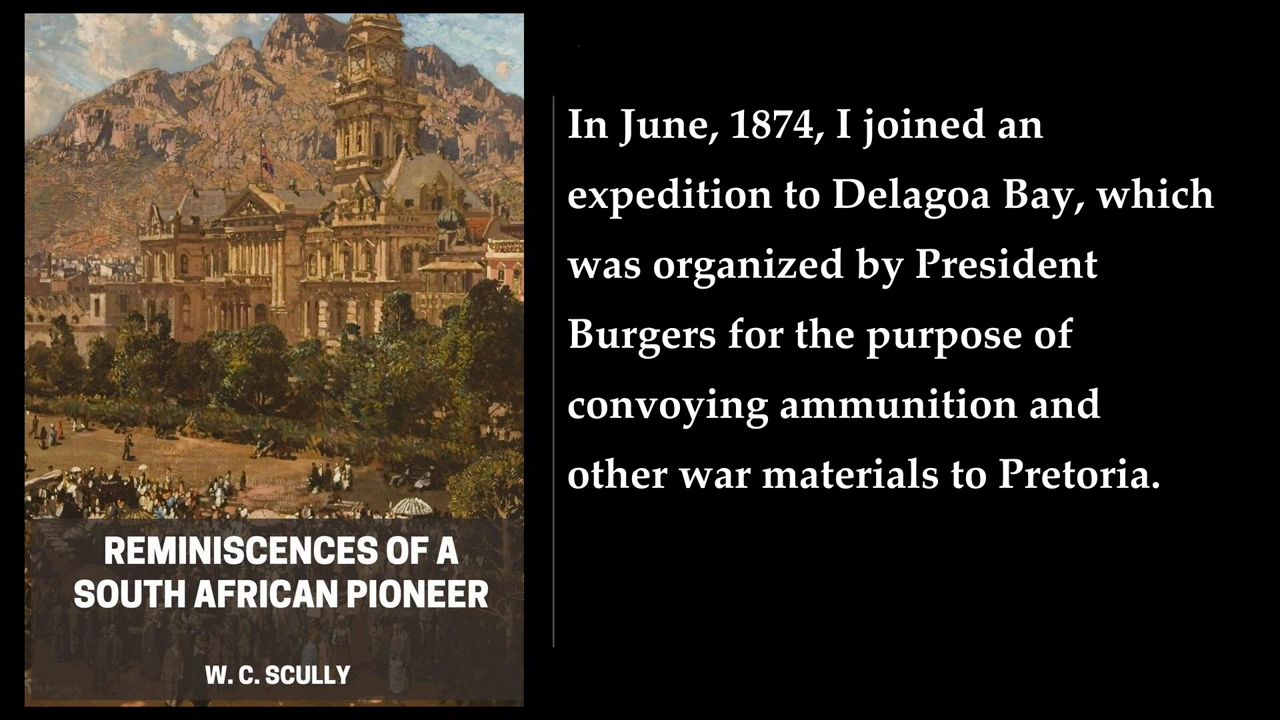 REMINISCENCES OF A
SOUTH AFRICAN PIONEER
W. C. SCULLY
In June, 1874, I joined an
expedition to Delagoa Bay, which
was organized by President
Burgers for the purpose of
convoying ammunition and
other war materials to Pretoria.